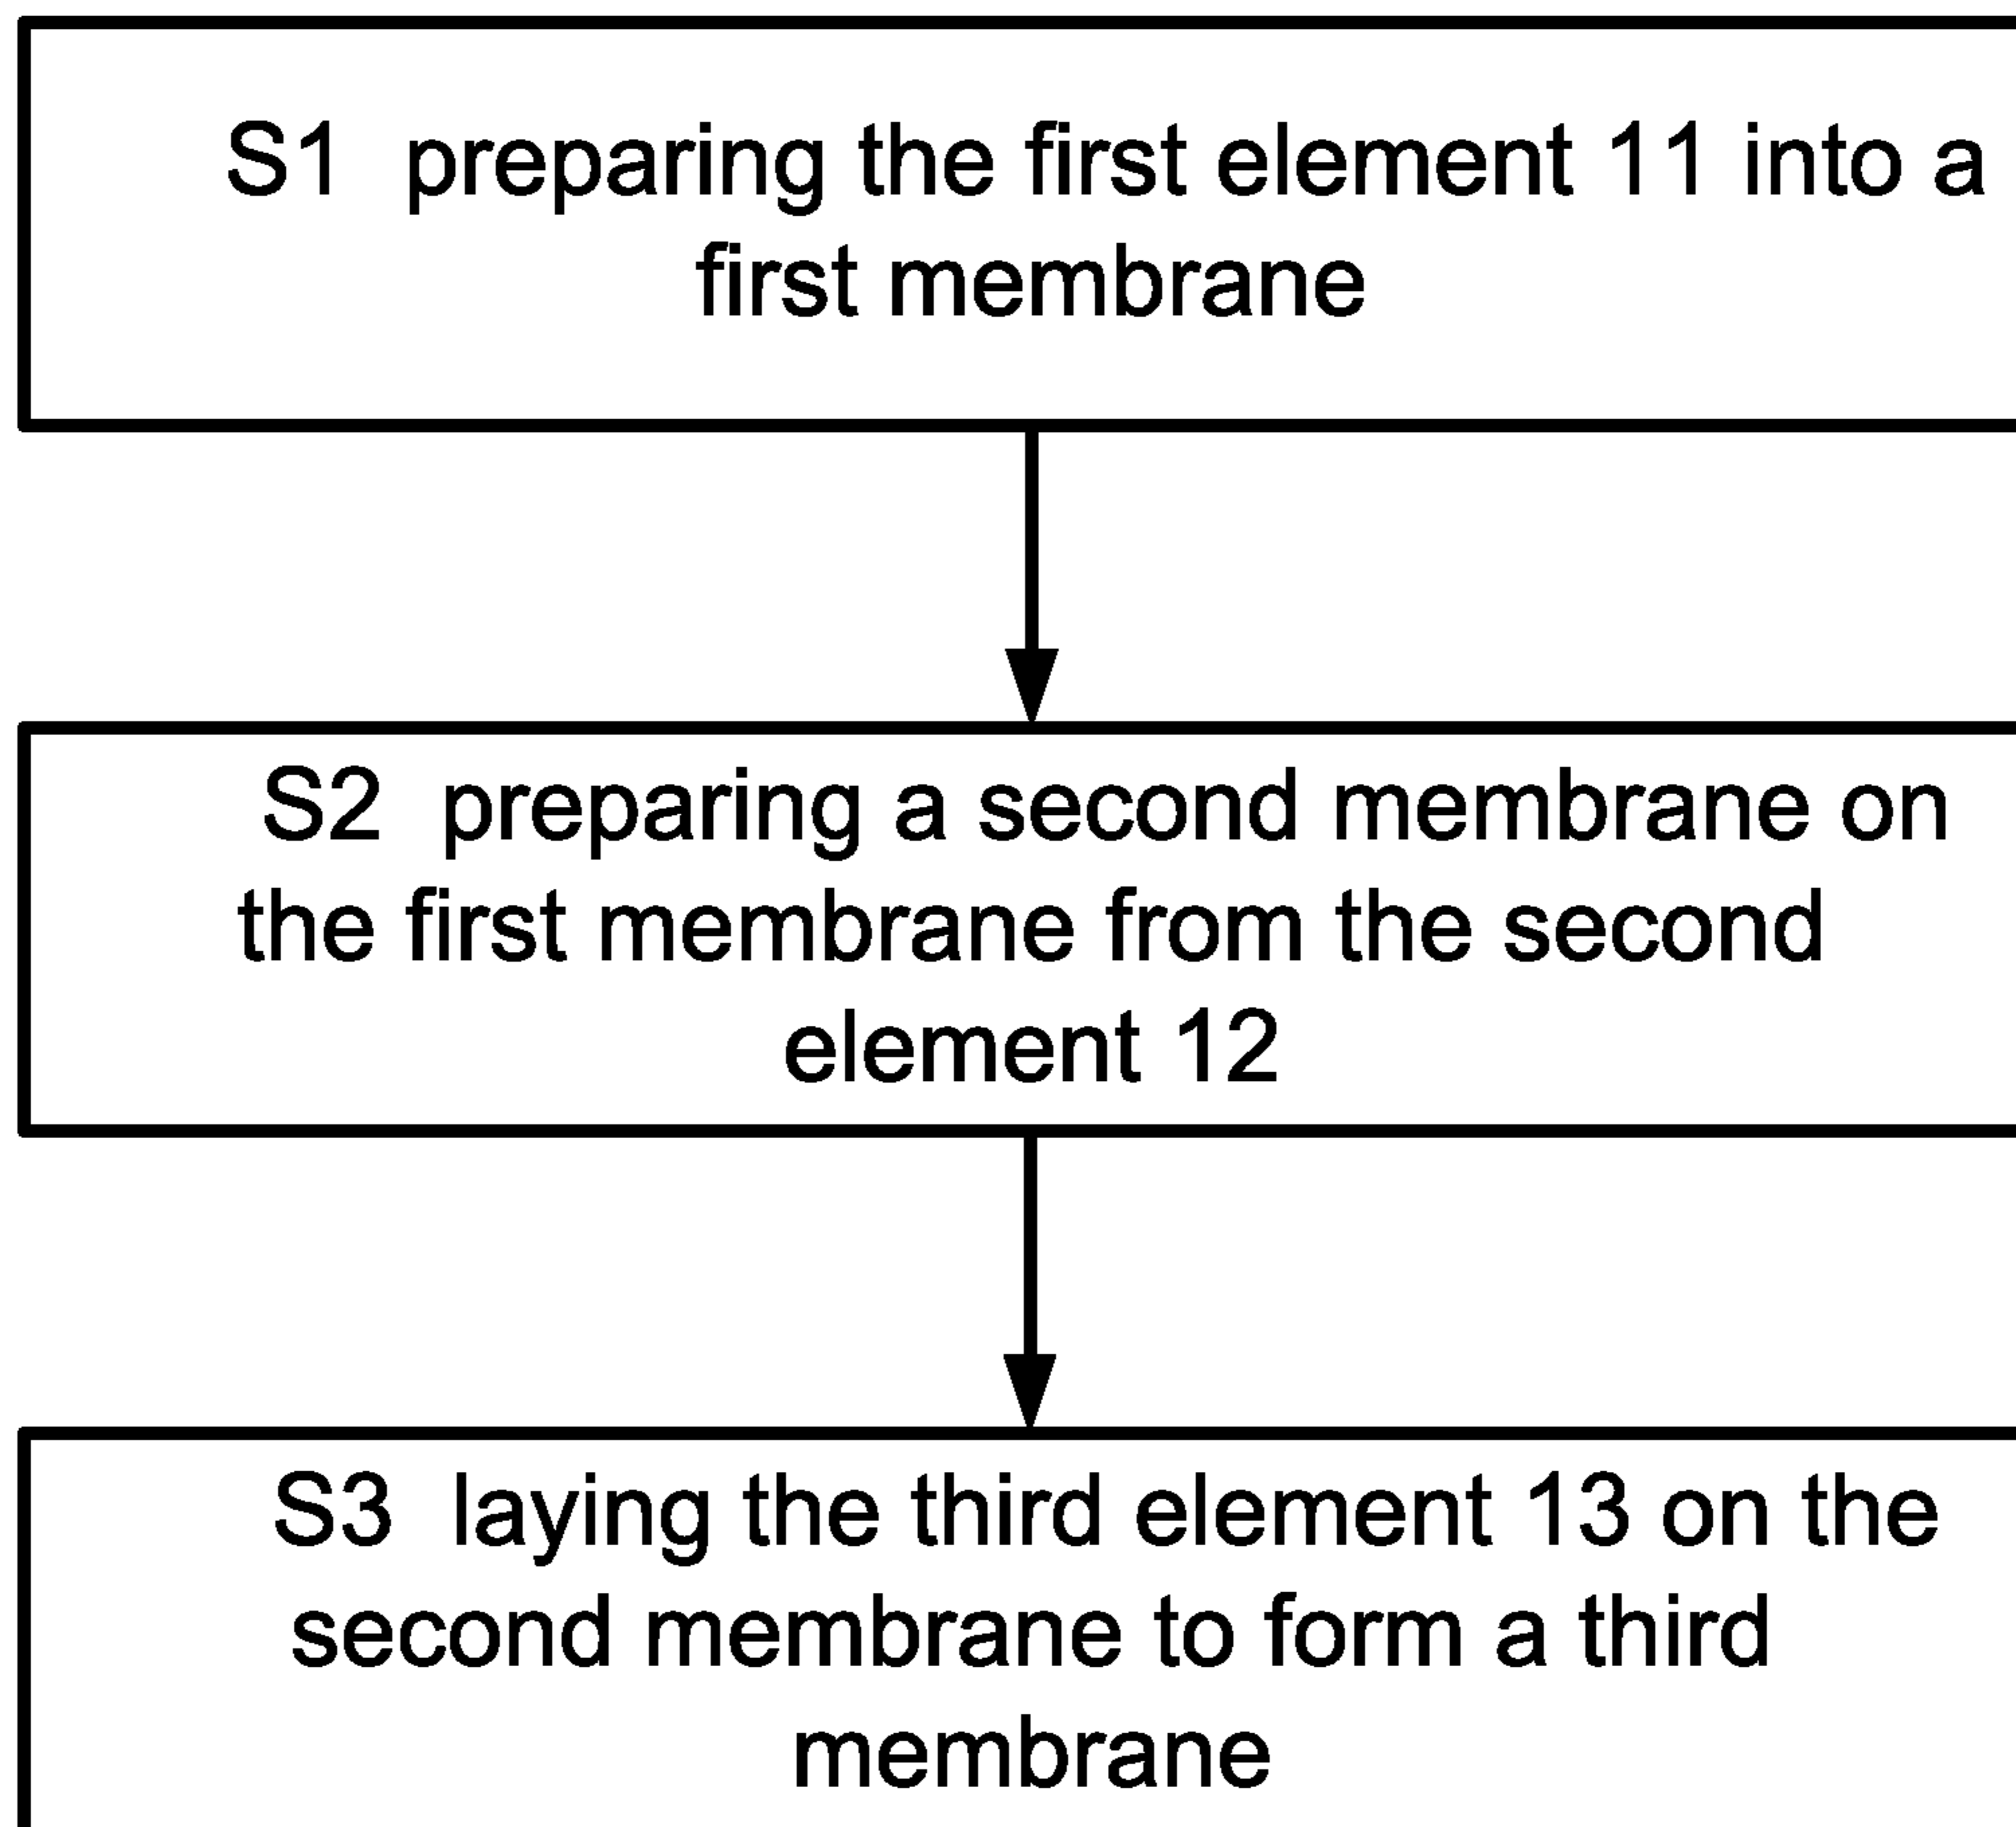 S1 preparing the first element 11 into a
first membrane
S2 preparing a second membrane on
the first membrane from the second
element 12
S3 laying the third element 13 on the
second membrane to form a third
membrane